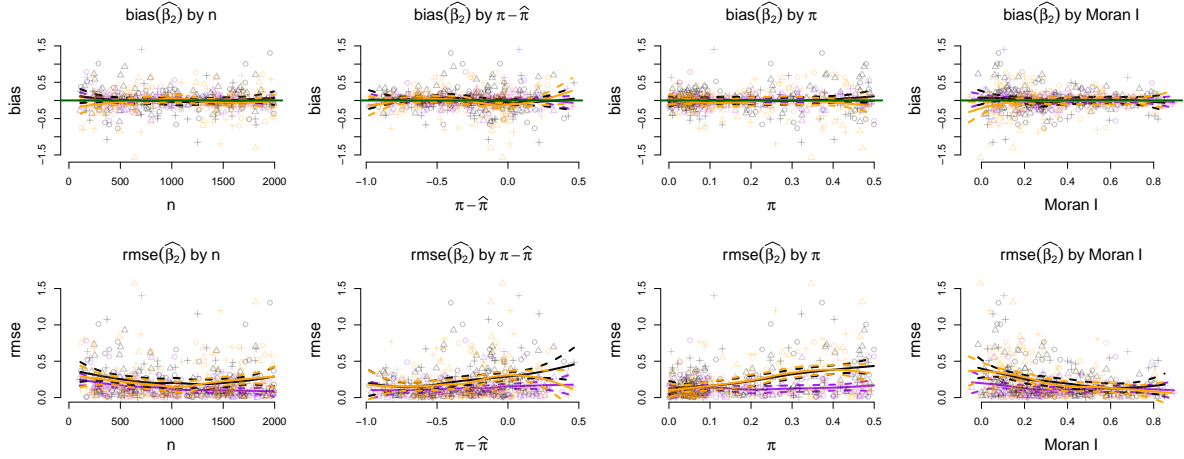 bias(β̂₂) by n
bias(β̂₂) by π − π̂
bias(β̂₂) by π
bias(β̂₂) by Moran I
bias
−1.5 −0.5 0.5 1.5
0 500 1000 1500 2000
n
bias
−1.5 −0.5 0.5 1.5
−1.0 −0.5 0.0 0.5
π − π̂
bias
−1.5 −0.5 0.5 1.5
0.0 0.1 0.2 0.3 0.4 0.5
π
bias
−1.5 −0.5 0.5 1.5
0.0 0.2 0.4 0.6 0.8
Moran I
rmse(β̂₂) by n
rmse(β̂₂) by π − π̂
rmse(β̂₂) by π
rmse(β̂₂) by Moran I
rmse
0.0 0.5 1.0 1.5
0 500 1000 1500 2000
n
rmse
0.0 0.5 1.0 1.5
−1.0 −0.5 0.0 0.5
π − π̂
rmse
0.0 0.5 1.0 1.5
0.0 0.1 0.2 0.3 0.4 0.5
π
rmse
0.0 0.5 1.0 1.5
0.0 0.2 0.4 0.6 0.8
Moran I